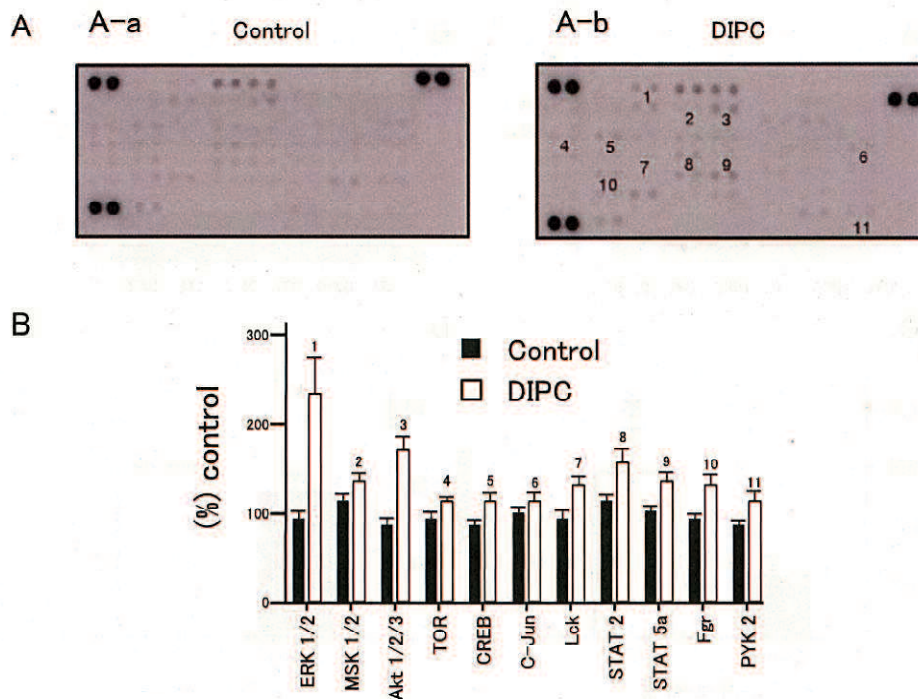 A
A-a
Control
A-b
DIPC
1
2
3
4
5
6
7
8
9
10
11
B
(%) control
300
200
100
0
Control
DIPC
1
2
3
4
5
6
7
8
9
10
11
ERK 1/2
MSK 1/2
Akt 1/2/3
TOR
CREB
C-Jun
Lck
STAT 2
STAT 5a
Fgr
PYK 2